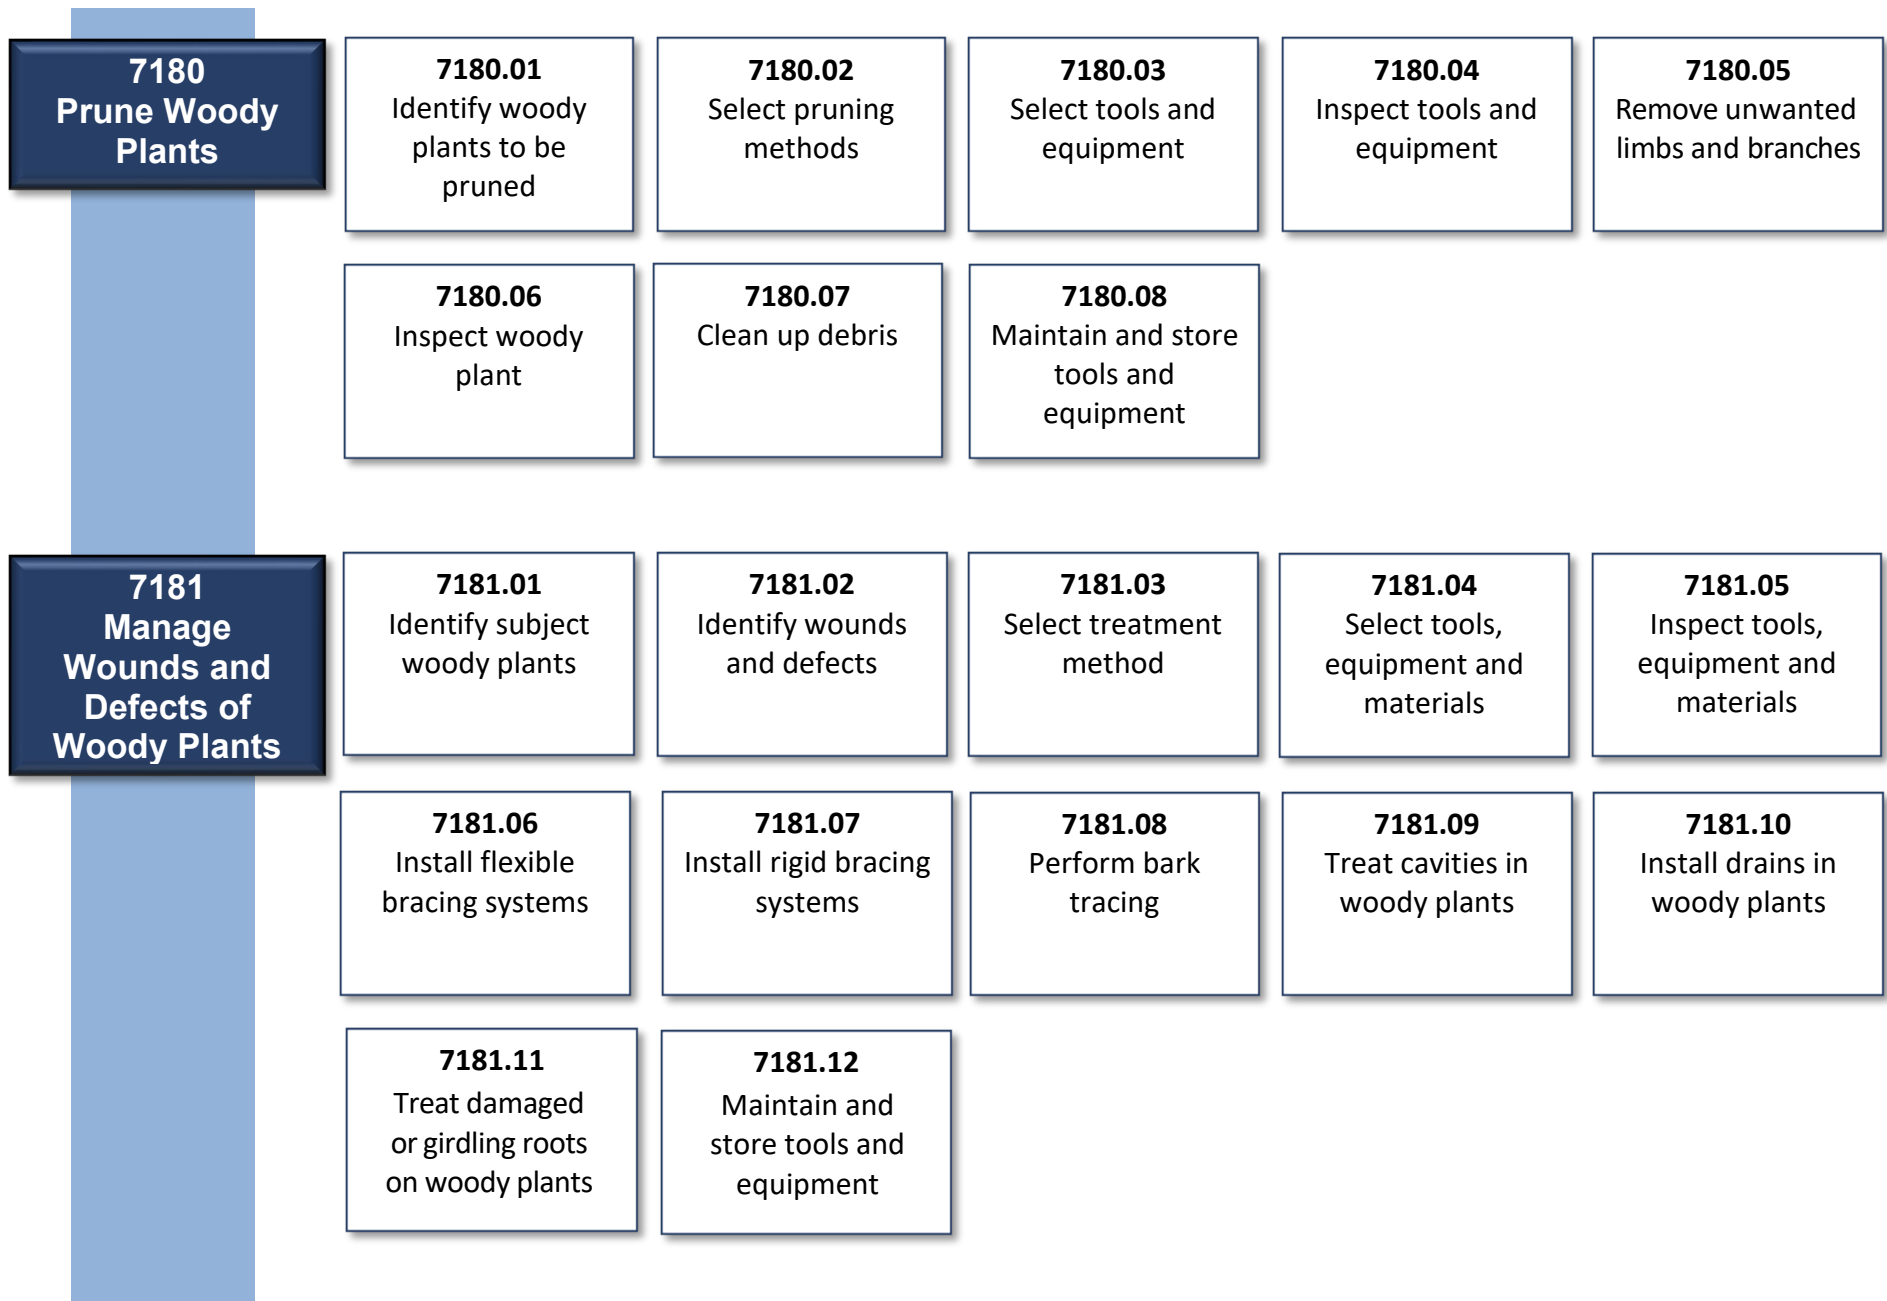 7180
Prune Woody
Plants
7180.01
Identify woody
plants to be
pruned
7180.02
Select pruning
methods
7180.03
Select tools and
equipment
7180.04
Inspect tools and
equipment
7180.05
Remove unwanted
limbs and branches
7180.06
Inspect woody
plant
7180.07
Clean up debris
7180.08
Maintain and store
tools and
equipment
7181
Manage
Wounds and
Defects of
Woody Plants
7181.01
Identify subject
woody plants
7181.02
Identify wounds
and defects
7181.03
Select treatment
method
7181.04
Select tools,
equipment and
materials
7181.05
Inspect tools,
equipment and
materials
7181.06
Install flexible
bracing systems
7181.07
Install rigid bracing
systems
7181.08
Perform bark
tracing
7181.09
Treat cavities in
woody plants
7181.10
Install drains in
woody plants
7181.11
Treat damaged
or girdling roots
on woody plants
7181.12
Maintain and
store tools and
equipment